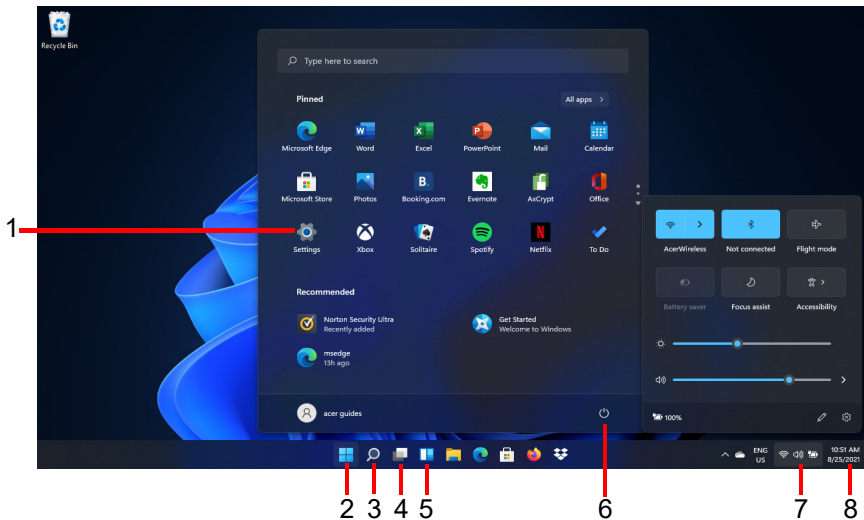 Recycle Bin
Type here to search
Pinned
All apps >
Microsoft Edge Word Excel PowerPoint Mail Calendar
Microsoft Store Photos Booking.com Evernote AxCrypt Office
1
Settings Xbox Solitaire Spotify Netflix To Do
Recommended
Norton Security Ultra
Recently added
Get Started
Welcome to Windows
msedge
13h ago
acer guides
AcerWireless Not connected Flight mode
Battery saver Focus assist Accessibility
100%
ENG
US
10:51 AM
8/25/2021
2 3 4 5 6 7 8